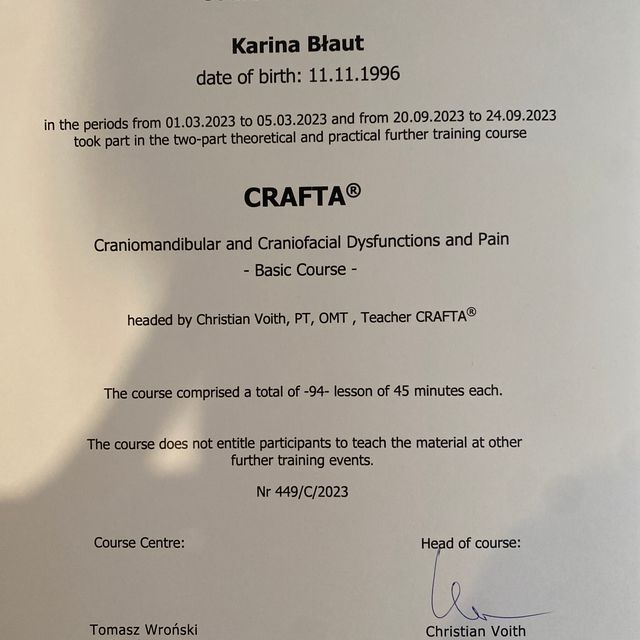 Karina Błaut
date of birth: 11.11.1996
in the periods from 01.03.2023 to 05.03.2023 and from 20.09.2023 to 24.09.2023
took part in the two-part theoretical and practical further training course
CRAFTA®
Craniomandibular and Craniofacial Dysfunctions and Pain
- Basic Course -
headed by Christian Voith, PT, OMT , Teacher CRAFTA®
The course comprised a total of -94- lesson of 45 minutes each.
The course does not entitle participants to teach the material at other
further training events.
Nr 449/C/2023
Course Centre: Head of course:
Tomasz Wroński Christian Voith